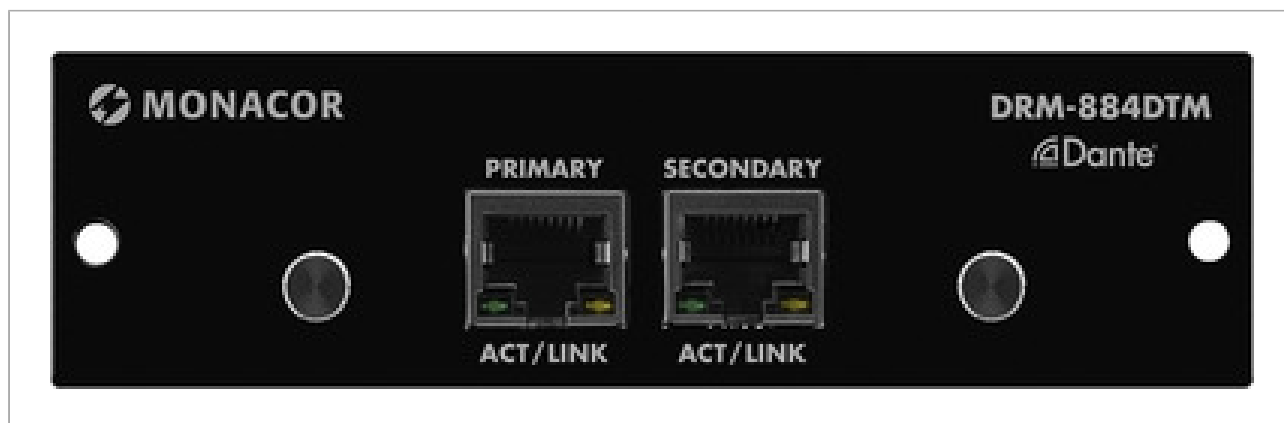 MONACOR
DRM-884DTM
Dante
PRIMARY
SECONDARY
ACT/LINK
ACT/LINK